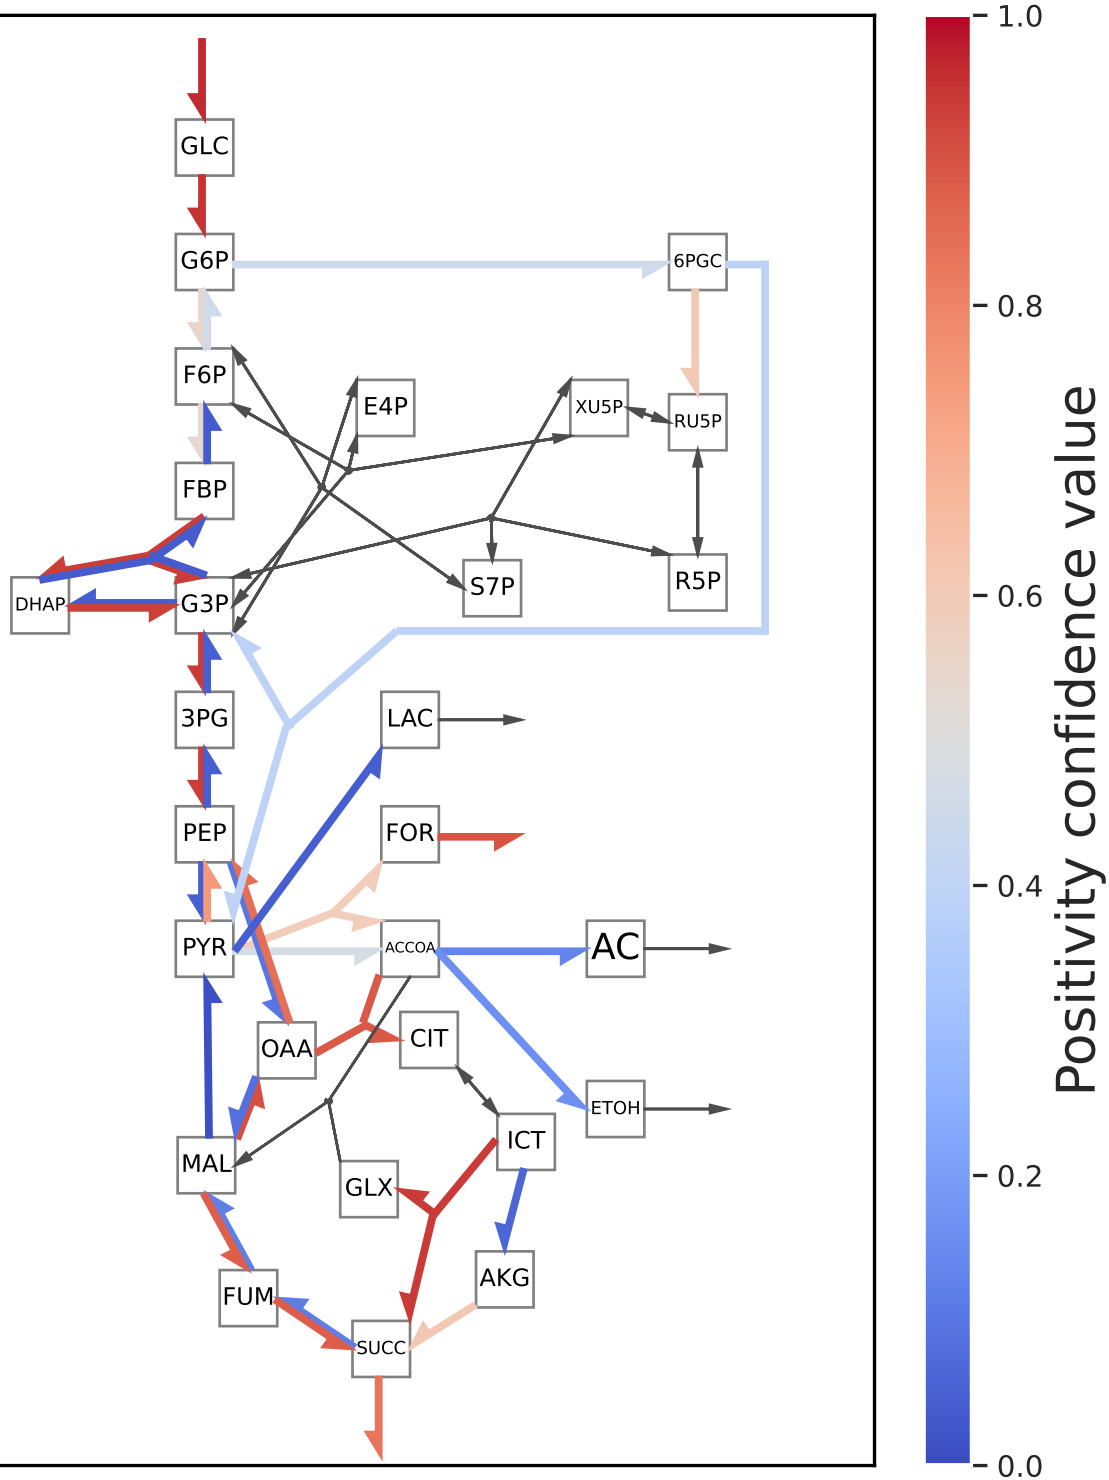 1.0
GLC
G6P
6PGC
0.8
F6P
E4P
XU5P
RU5P
FBP
0.6
DHAP
G3P
S7P
R5P
3PG
LAC
PEP
FOR
0.4
PYR
ACCOA
AC
OAA
CIT
ETOH
ICT
MAL
GLX
0.2
AKG
FUM
SUCC
0.0
Positivity confidence value